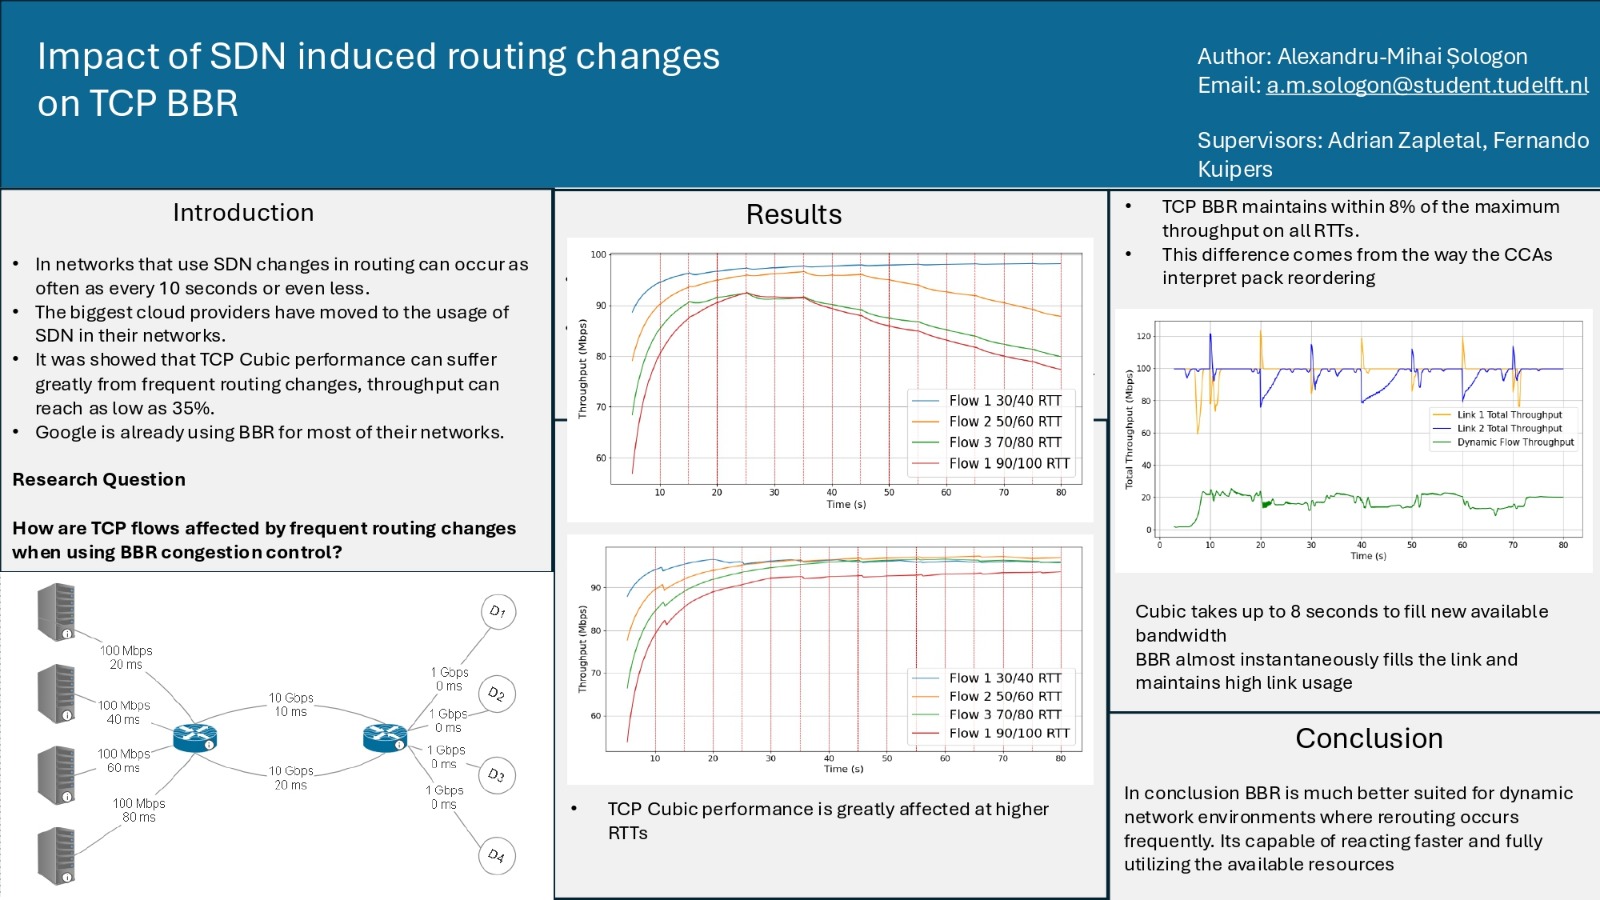 Impact of SDN induced routing changes
on TCP BBR
Author: Alexandru-Mihai Șologon
Email: a.m.sologon@student.tudelft.nl
Supervisors: Adrian Zapletal, Fernando
Kuipers
Introduction
• In networks that use SDN changes in routing can occur as
often as every 10 seconds or even less.
• The biggest cloud providers have moved to the usage of
SDN in their networks.
• It was showed that TCP Cubic performance can suffer
greatly from frequent routing changes, throughput can
reach as low as 35%.
• Google is already using BBR for most of their networks.
Research Question
How are TCP flows affected by frequent routing changes
when using BBR congestion control?
100 Mbps
20 ms
100 Mbps
40 ms
100 Mbps
60 ms
100 Mbps
80 ms
10 Gbps
10 ms
10 Gbps
20 ms
1 Gbps
0 ms
1 Gbps
0 ms
1 Gbps
0 ms
1 Gbps
0 ms
D1
D2
D3
D4
Results
Throughput (Mbps)
100
90
80
70
60
Flow 1 30/40 RTT
Flow 2 50/60 RTT
Flow 3 70/80 RTT
Flow 1 90/100 RTT
10 20 30 40 50 60 70 80
Time (s)
Throughput (Mbps)
90
80
70
60
Flow 1 30/40 RTT
Flow 2 50/60 RTT
Flow 3 70/80 RTT
Flow 1 90/100 RTT
10 20 30 40 50 60 70 80
Time (s)
• TCP Cubic performance is greatly affected at higher
RTTs
• TCP BBR maintains within 8% of the maximum
throughput on all RTTs.
• This difference comes from the way the CCAs
interpret pack reordering
Total Throughput (Mbps)
120
100
80
60
40
20
0
Link 1 Total Throughput
Link 2 Total Throughput
Dynamic Flow Throughput
0 10 20 30 40 50 60 70 80
Time (s)
Cubic takes up to 8 seconds to fill new available
bandwidth
BBR almost instantaneously fills the link and
maintains high link usage
Conclusion
In conclusion BBR is much better suited for dynamic
network environments where rerouting occurs
frequently. Its capable of reacting faster and fully
utilizing the available resources